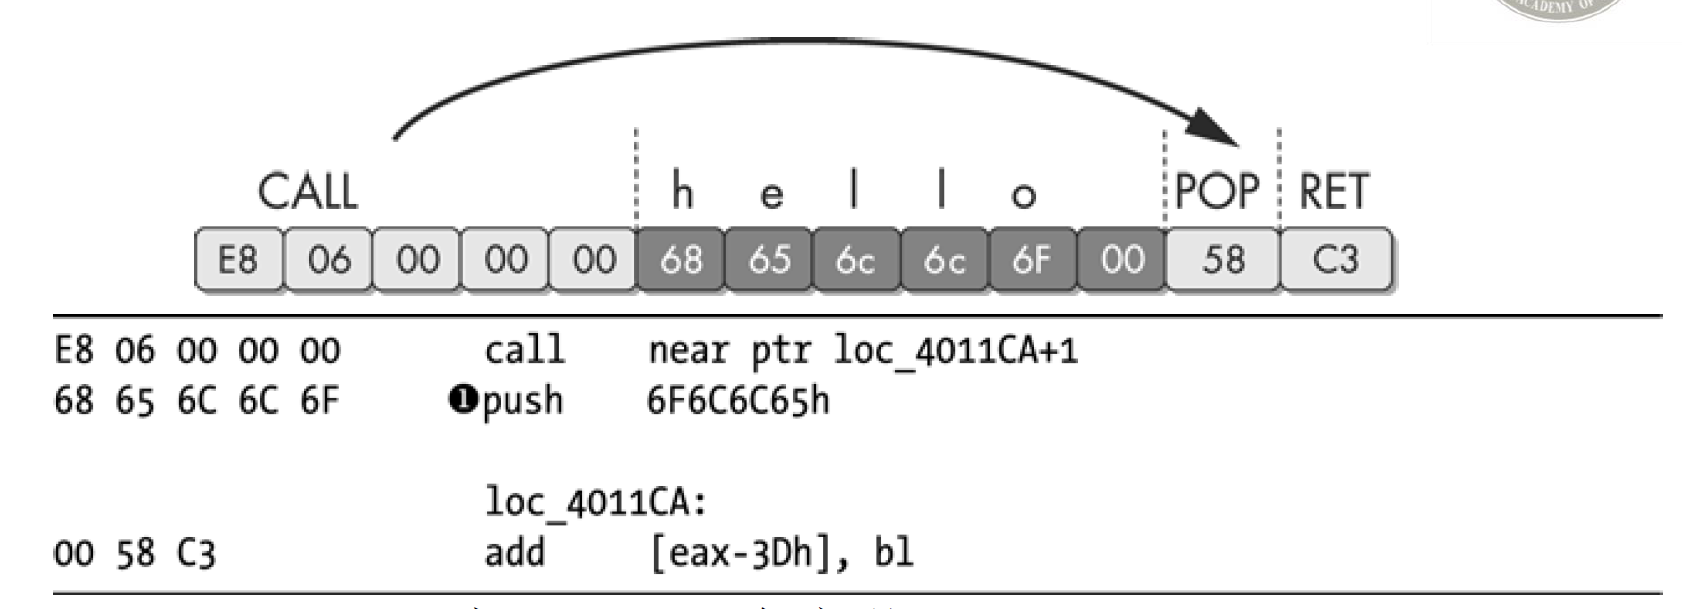 ACADEMY OF
CALL h e l l o POP RET
E8 06 00 00 00 68 65 6c 6c 6F 00 58 C3
E8 06 00 00 00 call near ptr loc_4011CA+1
68 65 6C 6C 6F ❶push 6F6C6C65h
loc_4011CA:
00 58 C3 add [eax-3Dh], bl